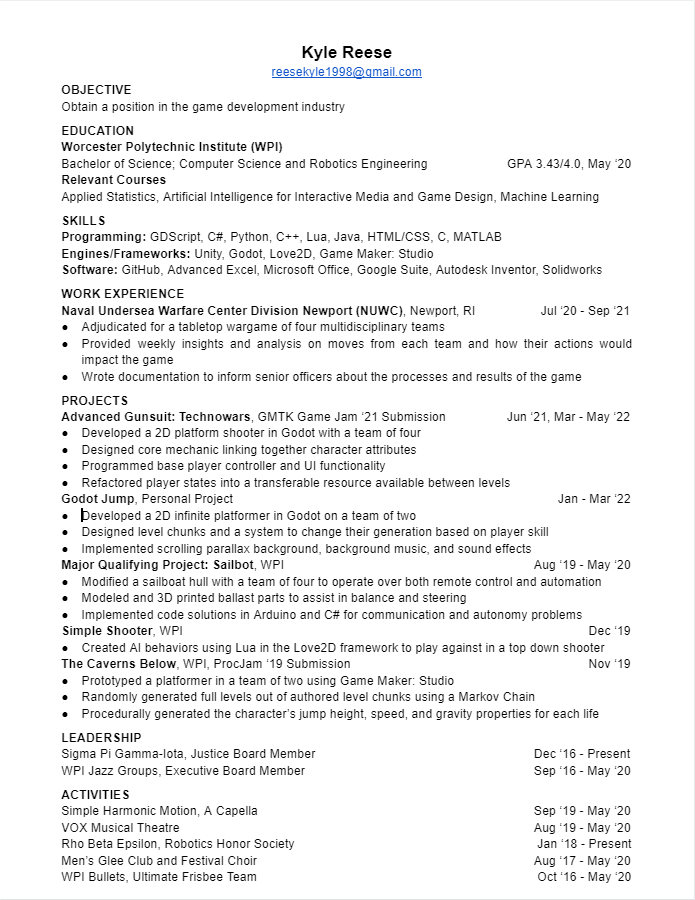 Kyle Reese
reesekyle1998@gmail.com
OBJECTIVE
Obtain a position in the game development industry
EDUCATION
Worcester Polytechnic Institute (WPI)
Bachelor of Science; Computer Science and Robotics Engineering GPA 3.43/4.0, May ‘20
Relevant Courses
Applied Statistics, Artificial Intelligence for Interactive Media and Game Design, Machine Learning
SKILLS
Programming: GDScript, C#, Python, C++, Lua, Java, HTML/CSS, C, MATLAB
Engines/Frameworks: Unity, Godot, Love2D, Game Maker: Studio
Software: GitHub, Advanced Excel, Microsoft Office, Google Suite, Autodesk Inventor, Solidworks
WORK EXPERIENCE
Naval Undersea Warfare Center Division Newport (NUWC), Newport, RI Jul ‘20 - Sep ‘21
● Adjudicated for a tabletop wargame of four multidisciplinary teams
● Provided weekly insights and analysis on moves from each team and how their actions would
impact the game
● Wrote documentation to inform senior officers about the processes and results of the game
PROJECTS
Advanced Gunsuit: Technowars, GMTK Game Jam ‘21 Submission Jun ‘21, Mar - May ‘22
● Developed a 2D platform shooter in Godot with a team of four
● Designed core mechanic linking together character attributes
● Programmed base player controller and UI functionality
● Refactored player states into a transferable resource available between levels
Godot Jump, Personal Project Jan - Mar ‘22
● Developed a 2D infinite platformer in Godot on a team of two
● Designed level chunks and a system to change their generation based on player skill
● Implemented scrolling parallax background, background music, and sound effects
Major Qualifying Project: Sailbot, WPI Aug ‘19 - May ‘20
● Modified a sailboat hull with a team of four to operate over both remote control and automation
● Modeled and 3D printed ballast parts to assist in balance and steering
● Implemented code solutions in Arduino and C# for communication and autonomy problems
Simple Shooter, WPI Dec ‘19
● Created AI behaviors using Lua in the Love2D framework to play against in a top down shooter
The Caverns Below, WPI, ProcJam ‘19 Submission Nov ‘19
● Prototyped a platformer in a team of two using Game Maker: Studio
● Randomly generated full levels out of authored level chunks using a Markov Chain
● Procedurally generated the character’s jump height, speed, and gravity properties for each life
LEADERSHIP
Sigma Pi Gamma-Iota, Justice Board Member Dec ‘16 - Present
WPI Jazz Groups, Executive Board Member Sep ‘16 - May ‘20
ACTIVITIES
Simple Harmonic Motion, A Capella Sep ‘19 - May ‘20
VOX Musical Theatre Aug ‘19 - May ‘20
Rho Beta Epsilon, Robotics Honor Society Jan ‘18 - Present
Men’s Glee Club and Festival Choir Aug ‘17 - May ‘20
WPI Bullets, Ultimate Frisbee Team Oct ‘16 - May ‘20